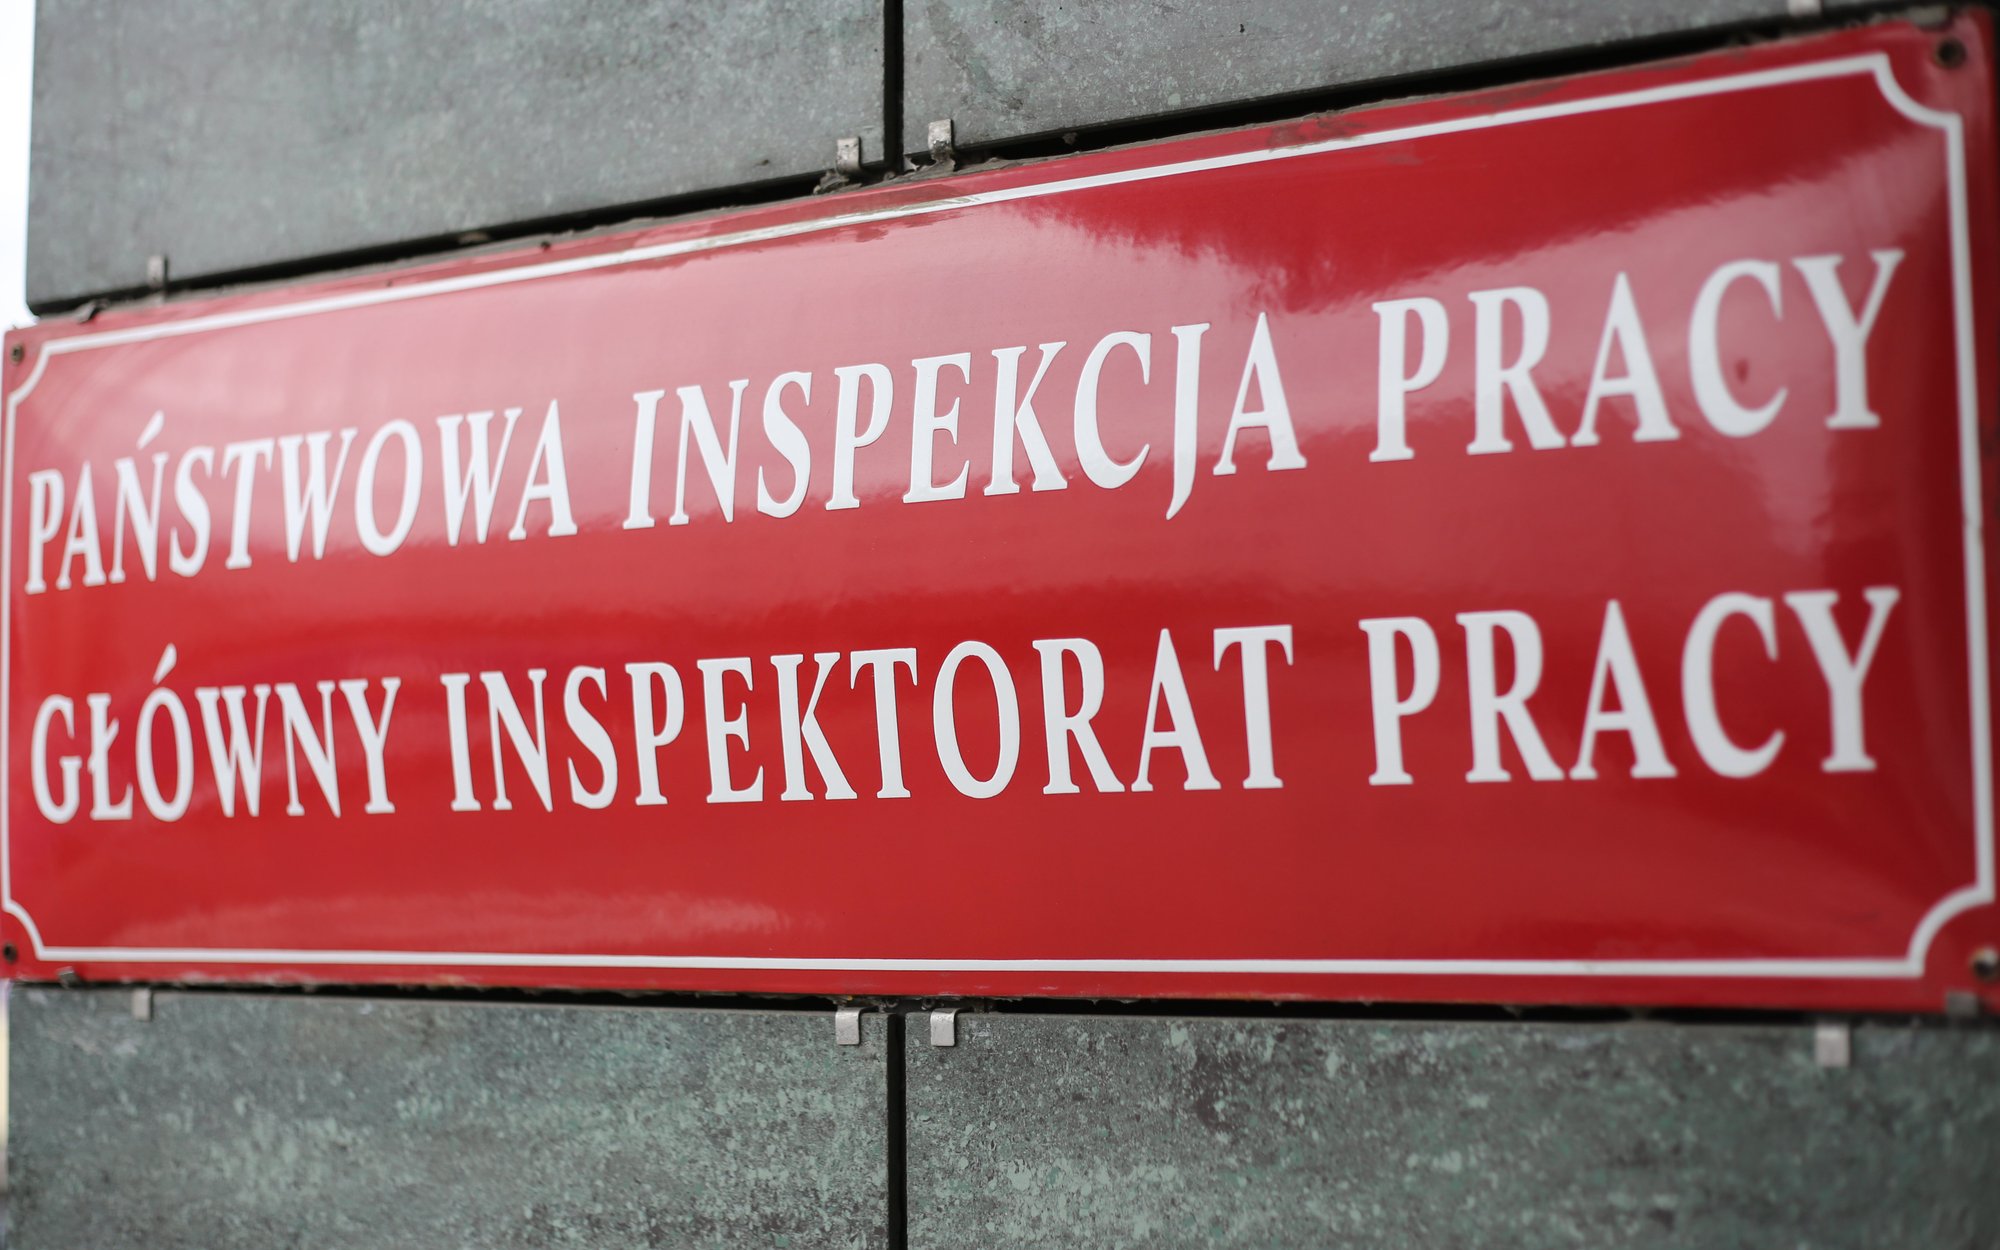 PAŃSTWOWA INSPEKCJA PRACY
GŁÓWNY INSPEKTORAT PRACY